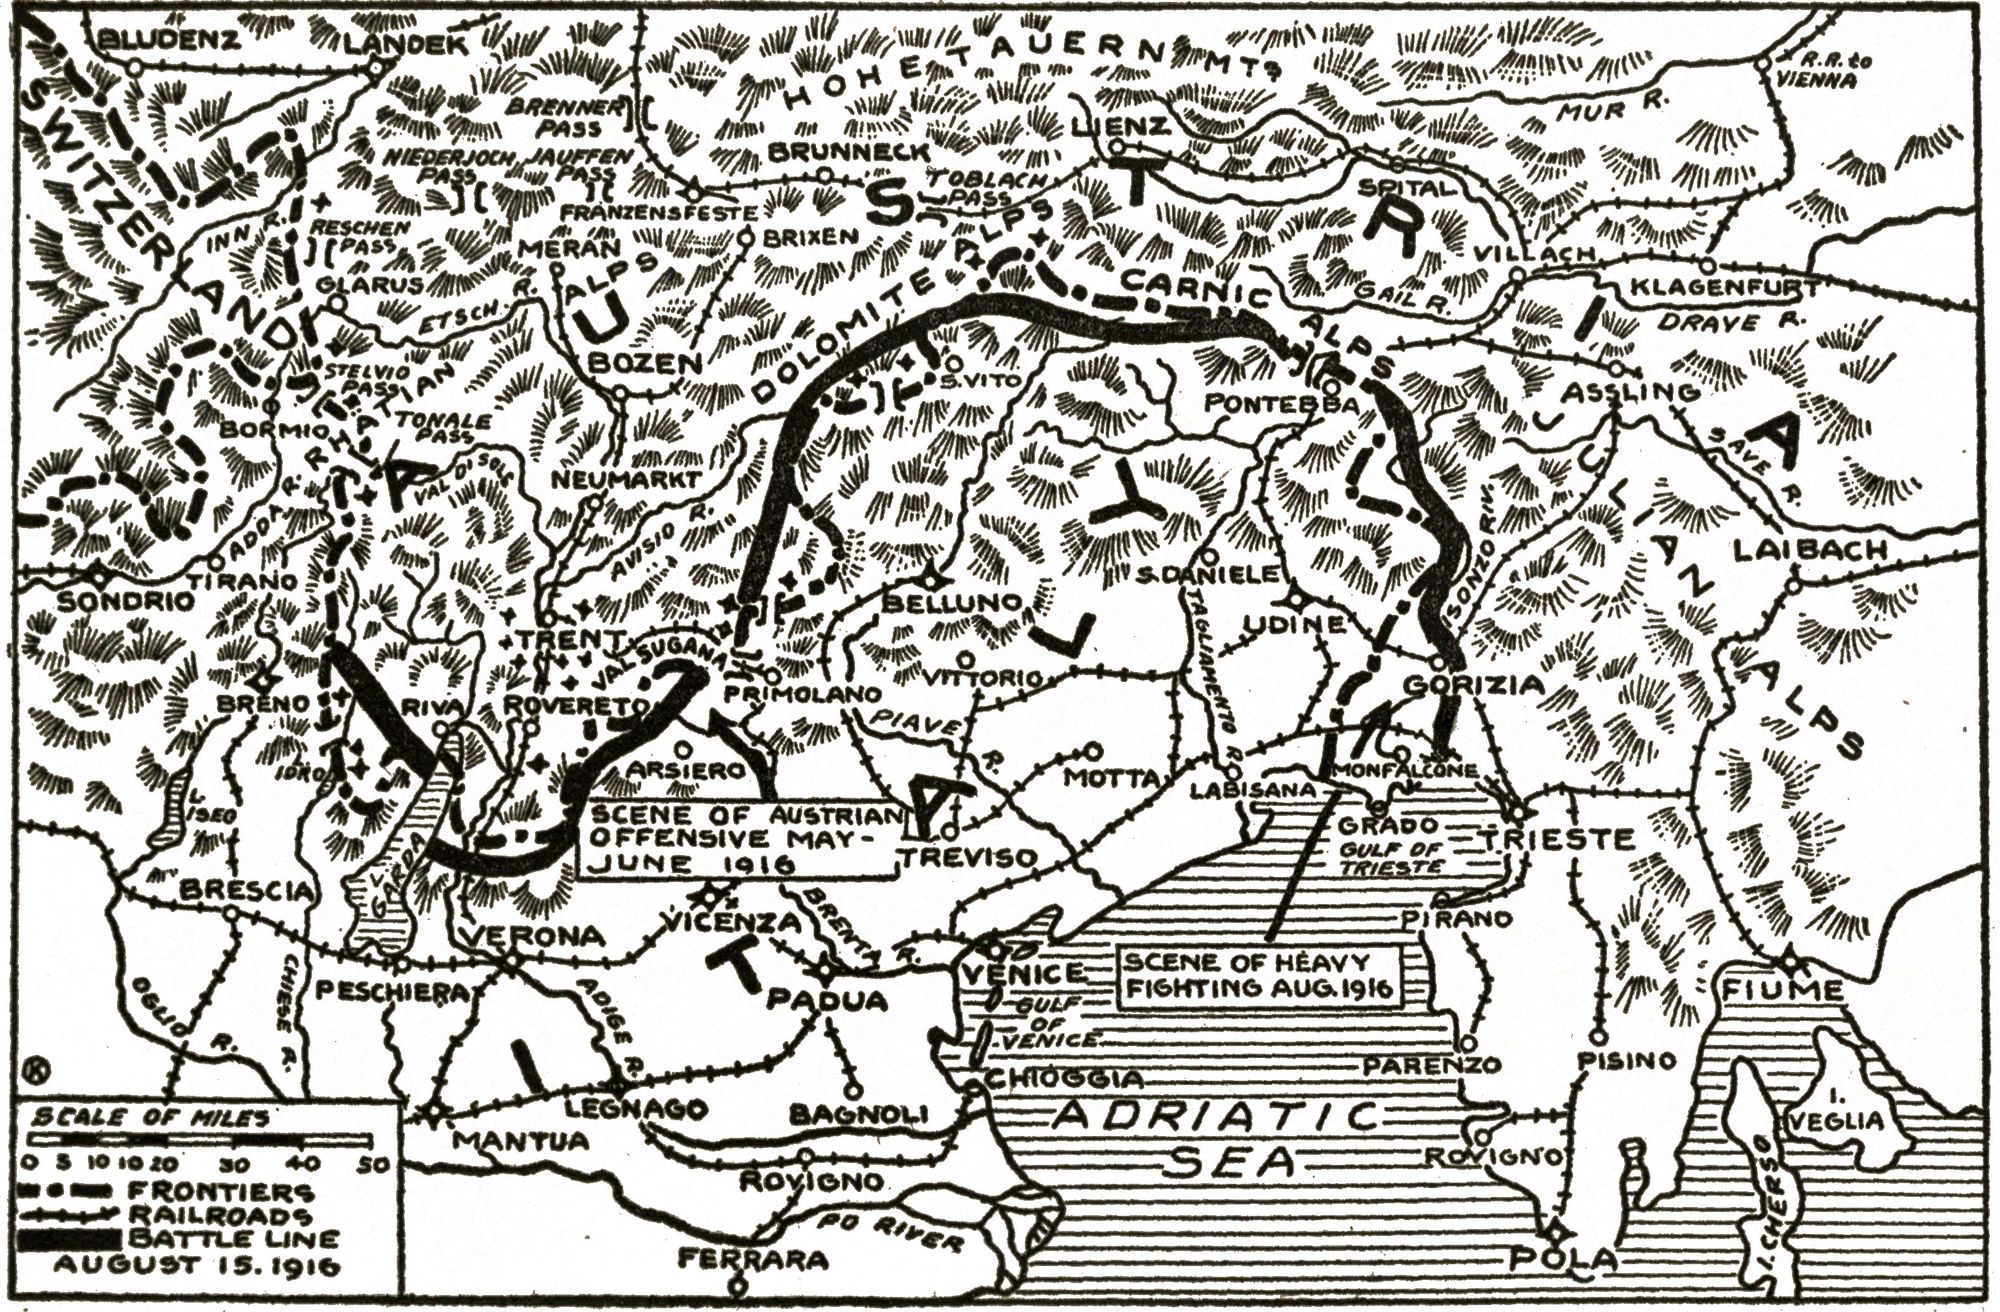 BLUDENZ
LANDEK
HOHE TAUERN MTS
R.R. to
VIENNA
MUR R.
BRENNER
PASS
LIENZ
SWITZERLAND
NIEDERJOCH
PASS
JAUFFEN
PASS
BRUNNECK
TOBLACH
PASS
SPITAL
FRANZENSFESTE
INN R.
RESCHEN
PASS
MERAN
BRIXEN
ALPS
VILLACH
GLARUS
ETSCH R.
CARNIC ALPS
GAIL R.
KLAGENFURT
DRAVE R.
AUSTRIA
DOLOMITE ALPS
BOZEN
S. VITO
STELVIO
PASS
RHAETIAN
PONTEBBA
ASSLING
BORMIO
TONALE
PASS
VAL DI SOLE
SAVE R.
JULIAN
ALPS
NEUMARKT
ADDA R.
AVISIO R.
ISONZO RIV.
LAIBACH
TIRANO
SONDRIO
S. DANIELE
BELLUNO
TAGLIAMENTO R.
UDINE
TRENT
VAL SUGANA
VITTORIO
GORIZIA
PRIMOLANO
BRENO
RIVA
ROVERETO
PIAVE R.
ARSIERO
IDRO
MOTTA
MONFALCONE
LABISANA
L.
ISEO
SCENE OF AUSTRIAN
OFFENSIVE MAY-
JUNE 1916
GRADO
GULF OF
TRIESTE
TRIESTE
TREVISO
GARDA
BRESCIA
VICENZA
BRENTA R.
PIRANO
VERONA
ITALY
VENICE
SCENE OF HEAVY
FIGHTING AUG. 1916
PESCHIERA
PADUA
FIUME
OGLIO R.
CHIESE R.
ADIGE R.
GULF
OF
VENICE
PARENZO
PISINO
CHIOGGIA
LEGNAGO
BAGNOLI
ADRIATIC
SEA
I.
VEGLIA
MANTUA
ROVIGNO
ROVIGNO
I. CHERSO
PO RIVER
FERRARA
POLA
K
SCALE OF MILES
0 5 10 10 20 30 40 50
FRONTIERS
RAILROADS
BATTLE LINE
AUGUST 15. 1916